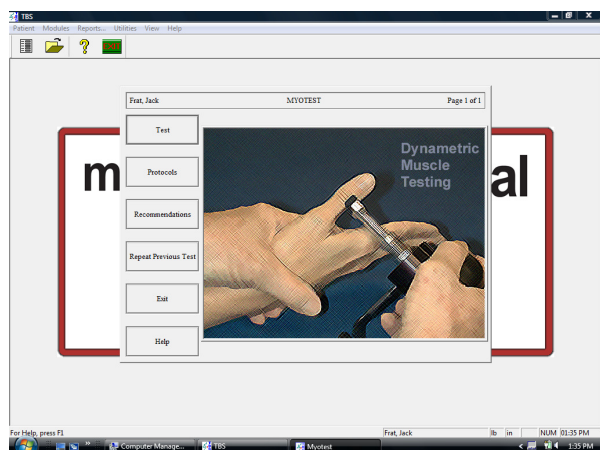 TBS
Patient Modules Reports... Utilities View Help
Frat, Jack MYOTEST Page 1 of 1
Test
Protocols
Recommendations
Repeat Previous Test
Exit
Help
Dynametric
Muscle
Testing
m al
For Help, press F1 Frat, Jack lb in NUM 01:35 PM
Computer Manage... TBS Myotest 1:35 PM